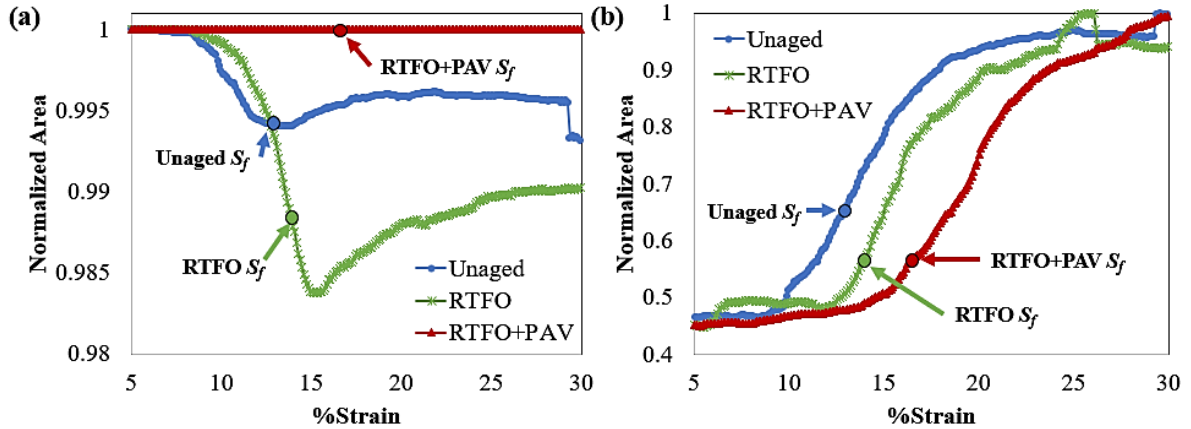 (a)
1
0.995
0.99
0.985
0.98
Normalized Area
RTFO+PAV Sf
Unaged Sf
RTFO Sf
Unaged
RTFO
RTFO+PAV
5 10 15 20 25 30
%Strain
(b)
1
0.9
0.8
0.7
0.6
0.5
0.4
Normalized Area
Unaged
RTFO
RTFO+PAV
Unaged Sf
RTFO+PAV Sf
RTFO Sf
5 10 15 20 25 30
%Strain